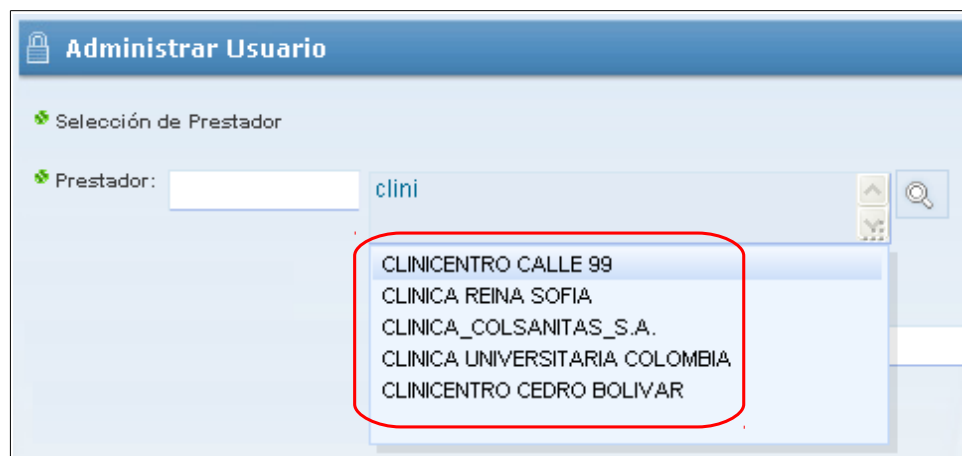 Administrar Usuario
Selección de Prestador
Prestador:
clini
CLINICENTRO CALLE 99
CLINICA REINA SOFIA
CLINICA_COLSANITAS_S.A.
CLINICA UNIVERSITARIA COLOMBIA
CLINICENTRO CEDRO BOLIVAR